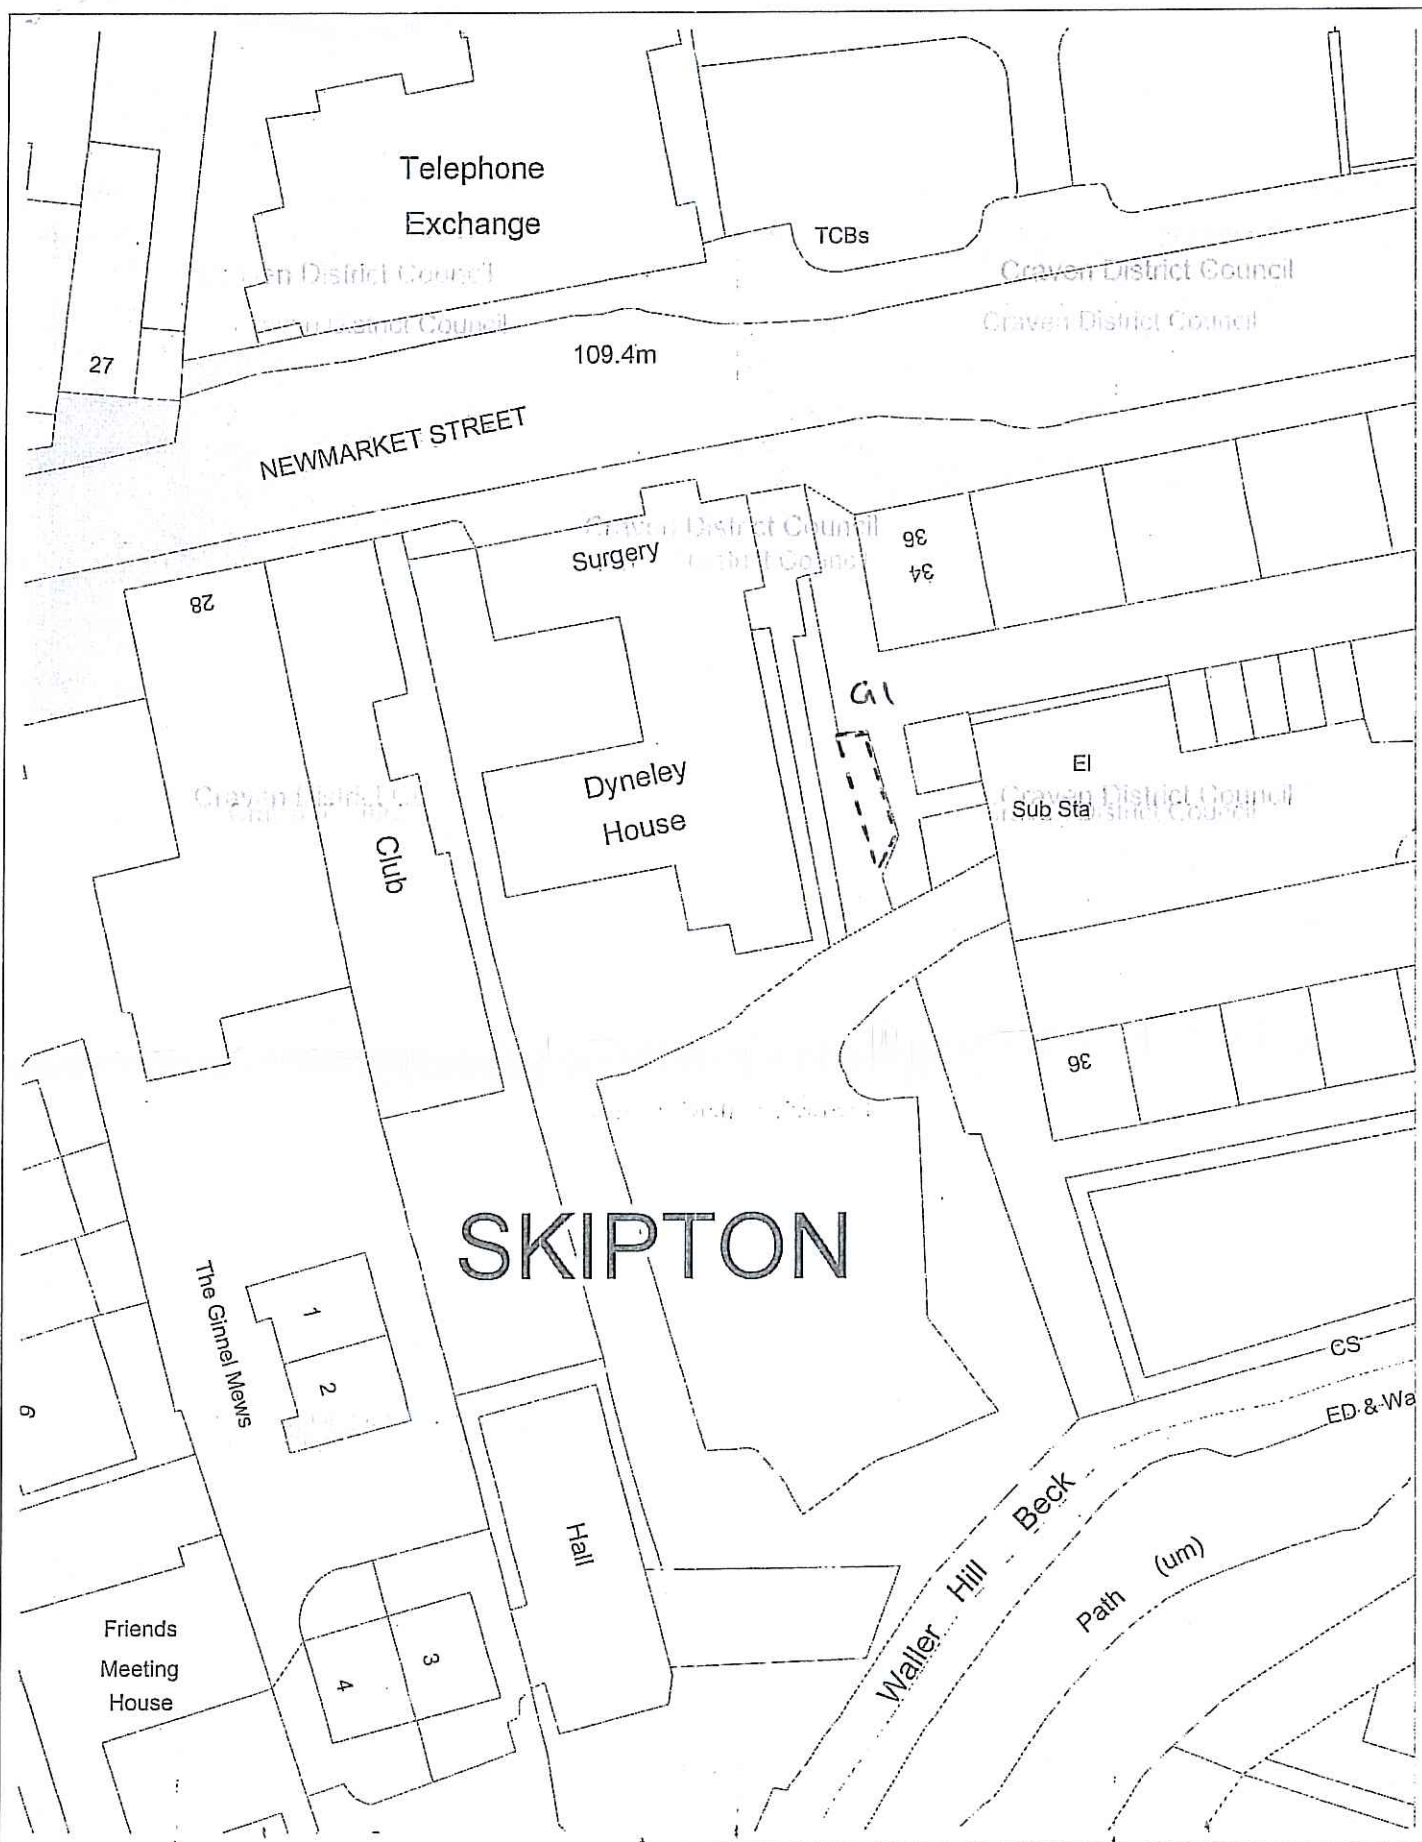 Telephone
Exchange
TCBs
Craven District Council
Craven District Council
Craven District Council
District Council
27
109.4m
NEWMARKET STREET
Craven District Council
Surgery
36
34
28
G1
Dyneley
House
El
Sub Sta
Craven District Council
Craven District
Club
36
SKIPTON
The Ginnel Mews
1
2
9
CS
ED & Wa
Waller Hill Beck
Path (um)
Hall
Friends
Meeting
House
4
3